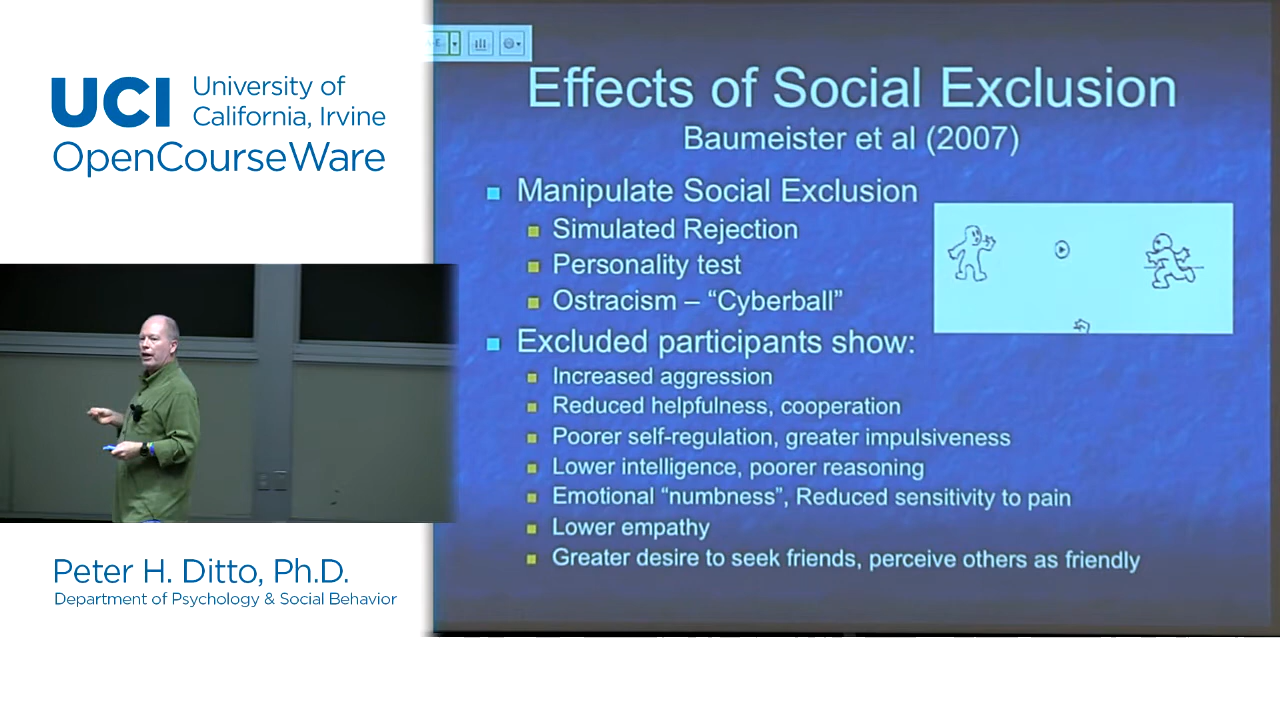 UCI University of
California, Irvine
OpenCourseWare
Peter H. Ditto, Ph.D.
Department of Psychology & Social Behavior
Effects of Social Exclusion
Baumeister et al (2007)
Manipulate Social Exclusion
Simulated Rejection
Personality test
Ostracism – “Cyberball”
Excluded participants show:
Increased aggression
Reduced helpfulness, cooperation
Poorer self-regulation, greater impulsiveness
Lower intelligence, poorer reasoning
Emotional “numbness”, Reduced sensitivity to pain
Lower empathy
Greater desire to seek friends, perceive others as friendly